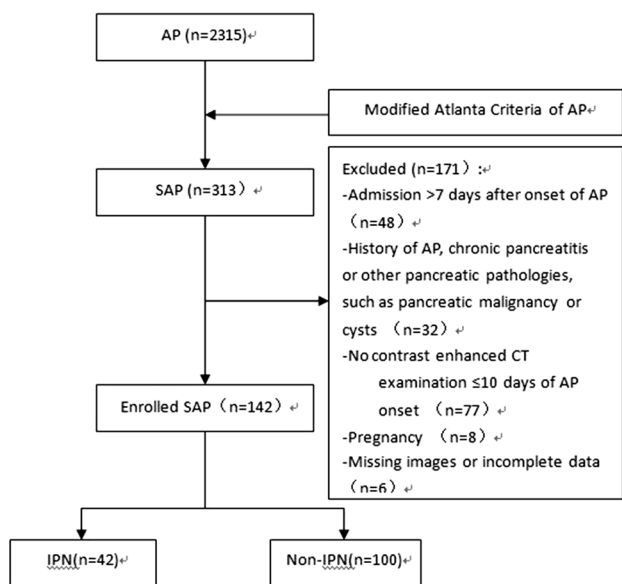 AP (n=2315)↵
Modified Atlanta Criteria of AP↵
SAP (n=313）↵
Excluded (n=171）:↵
-Admission >7 days after onset of AP
（n=48）↵
-History of AP, chronic pancreatitis
or other pancreatic pathologies,
such as pancreatic malignancy or
cysts （n=32）↵
-No contrast enhanced CT
examination ≤10 days of AP
onset （n=77）↵
-Pregnancy （n=8）↵
-Missing images or incomplete data
（n=6）↵
Enrolled SAP（n=142）↵
IPN(n=42)↵
Non-IPN(n=100)↵